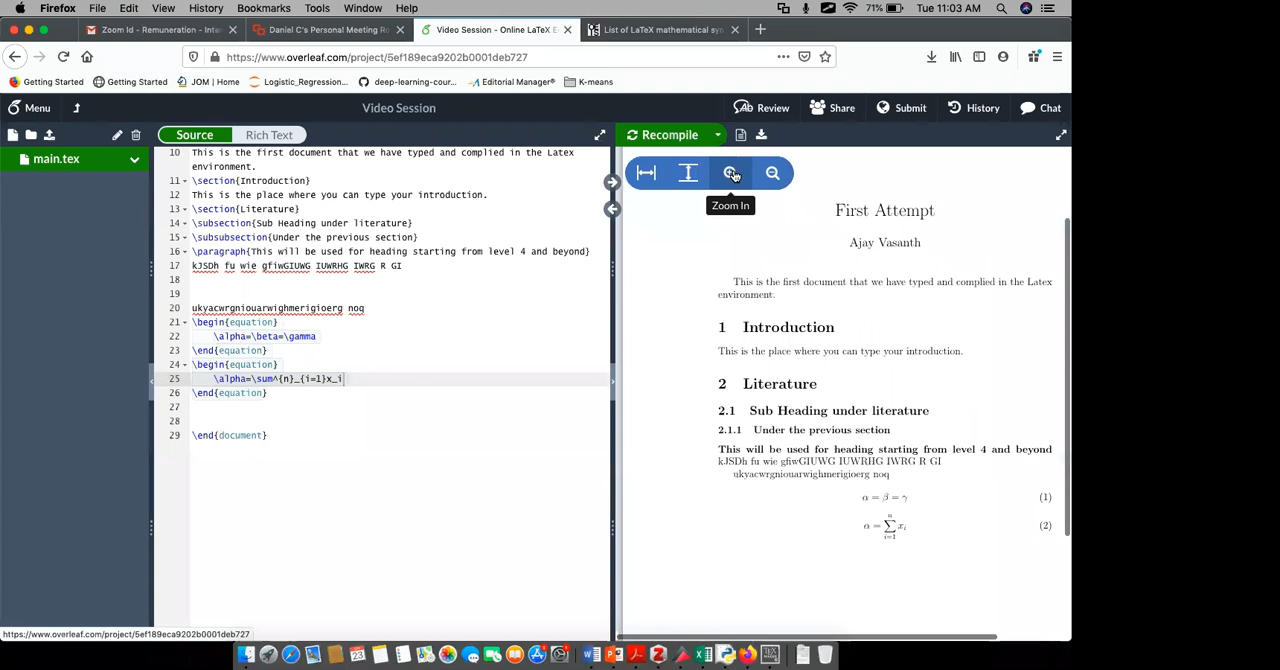 Firefox File Edit View History Bookmarks Tools Window Help 71% Tue 11:03 AM
Zoom Id - Remuneration - Inte Daniel C's Personal Meeting Ro Video Session - Online LaTeX E List of LaTeX mathematical sym
https://www.overleaf.com/project/5ef189eca9202b0001deb727
Getting Started Getting Started JOM | Home Logistic_Regression... deep-learning-cour... Editorial Manager® K-means
Menu Video Session Review Share Submit History Chat
Source Rich Text Recompile
main.tex
10 This is the first document that we have typed and complied in the Latex
environment.
11 \section{Introduction}
12 This is the place where you can type your introduction.
13 \section{Literature}
14 \subsection{Sub Heading under literature}
15 \subsubsection{Under the previous section}
16 \paragraph{This will be used for heading starting from level 4 and beyond}
17 kJSDh fu wie gfiwGIUWG IUWRHG IWRG R GI
18
19
20 ukyacwrgniouarwighmerigioerg noq
21 \begin{equation}
22 \alpha=\beta=\gamma
23 \end{equation}
24 \begin{equation}
25 \alpha=\sum^{n}_{i=1}x_i
26 \end{equation}
27
28
29 \end{document}
Zoom In
First Attempt
Ajay Vasanth
This is the first document that we have typed and complied in the Latex
environment.
1 Introduction
This is the place where you can type your introduction.
2 Literature
2.1 Sub Heading under literature
2.1.1 Under the previous section
This will be used for heading starting from level 4 and beyond
kJSDh fu wie gfiwGIUWG IUWRHG IWRG R GI
ukyacwrgniouarwighmerigioerg noq
α = β = γ (1)
α = ∑ⁿᵢ₌₁ xᵢ (2)
https://www.overleaf.com/project/5ef189eca9202b0001deb727